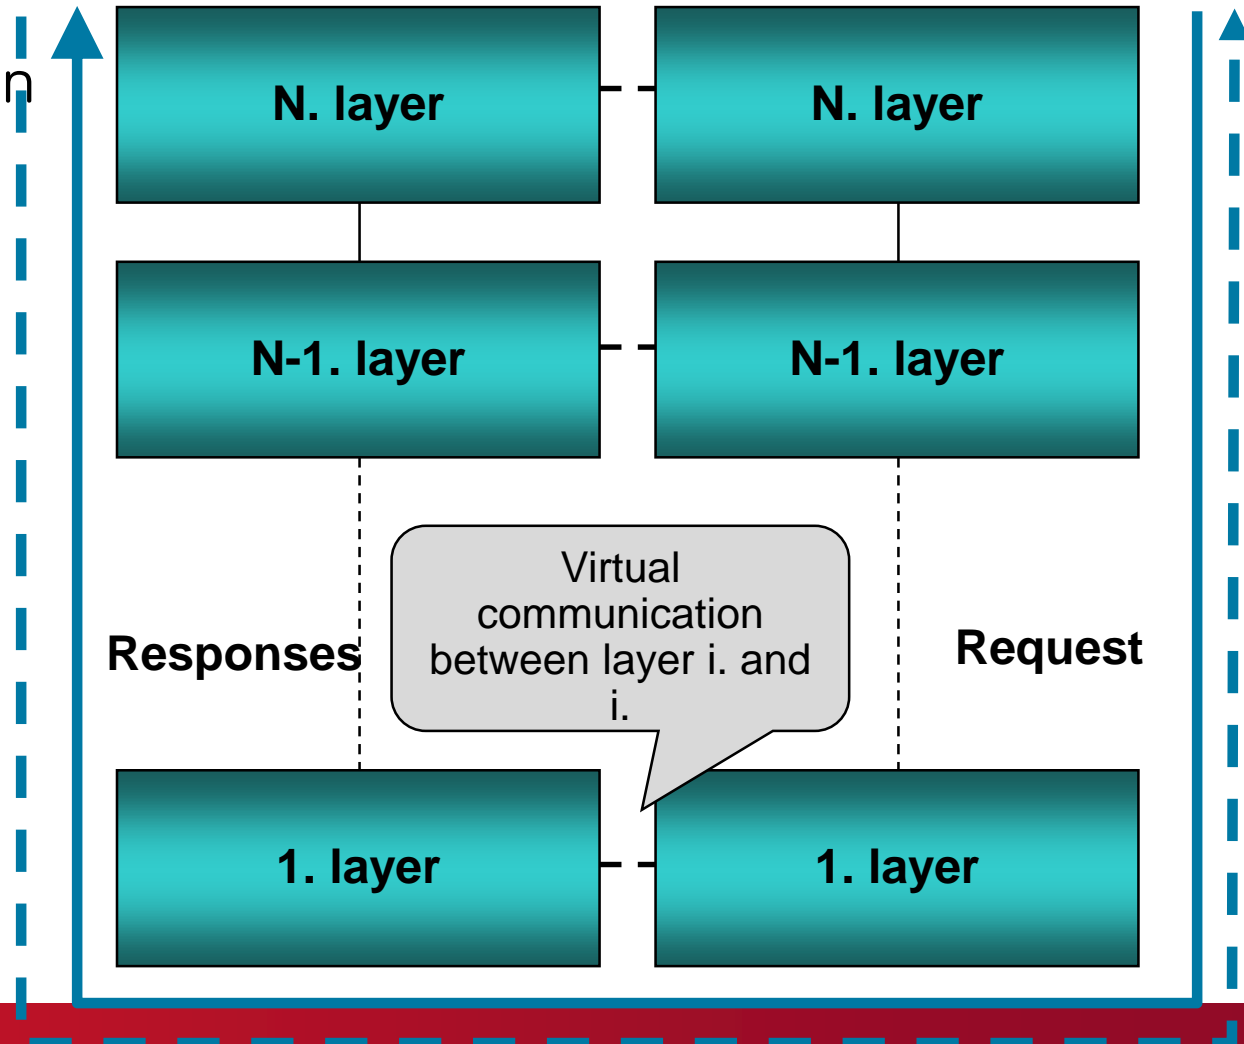 n
N. layer
N. layer
N-1. layer
N-1. layer
Virtual
communication
between layer i. and
i.
Responses
Request
1. layer
1. layer